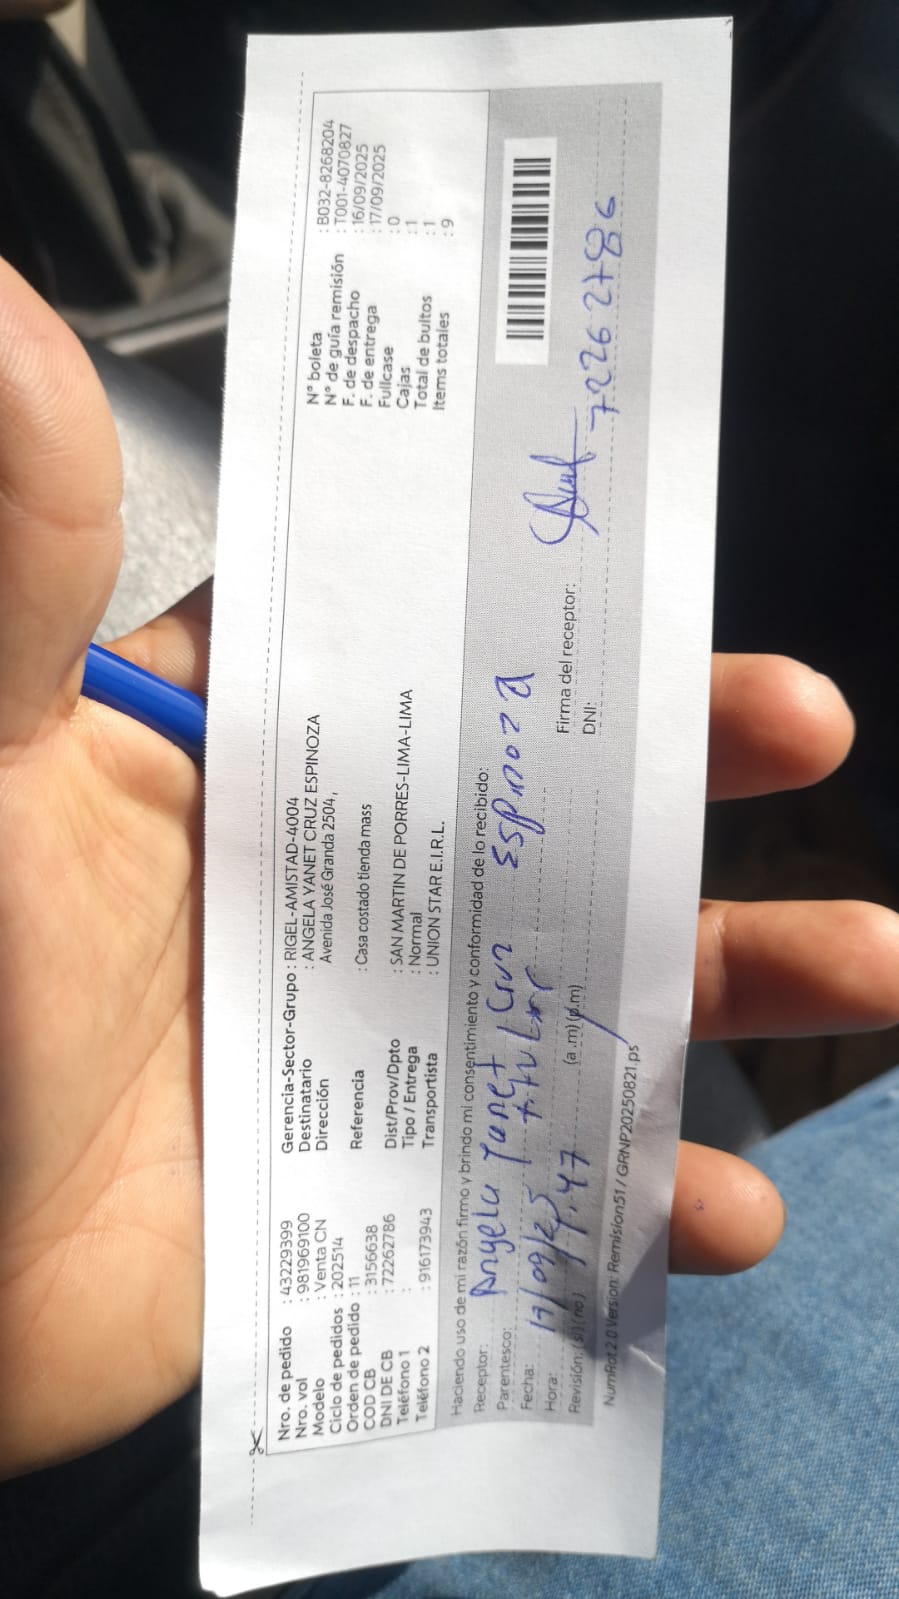 Nro. de pedido : 43229399
Nro. vol : 981969100
Modelo : Venta CN
Ciclo de pedidos : 202514
Orden de pedido : 11
COD CB : 3156638
DNI DE CB : 72262786
Teléfono 1 :
Teléfono 2 : 916173943
Gerencia-Sector-Grupo : RIGEL-AMISTAD-4004
Destinatario : ANGELA YANET CRUZ ESPINOZA
Dirección Avenida José Granda 2504,
Referencia : Casa costado tienda mass
Dist/Prov/Dpto : SAN MARTIN DE PORRES-LIMA-LIMA
Tipo / Entrega : Normal
Transportista : UNION STAR E.I.R.L.
N° boleta : B032-8268204
N° de guía remisión : T001-4070827
F. de despacho : 16/09/2025
F. de entrega : 17/09/2025
Fullcase : 0
Cajas : 1
Total de bultos : 1
Items totales : 9
Haciendo uso de mi razón firmo y brindo mi consentimiento y conformidad de lo recibido:
Receptor: Angela Yanet Cruz Espinoza
Parentesco: titular
Fecha: 17/09/25
Hora: 1:47 (a .m) (p.m)
Revisión: (si) (no)
Firma del receptor:
DNI: 72262786
NumRot 2.0 Version: Remision51 / GRNP20250821.ps